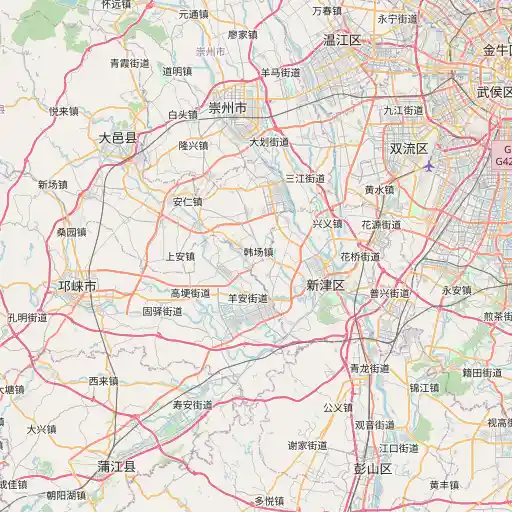 怀远镇
元通镇
万春镇
永宁街道
廖家镇
温江区
金牛区
崇州市
青霞街道
道明镇
羊马街道
武侯区
悦来镇
白头镇
崇州市
九江街道
大邑县
隆兴镇
大划街道
双流区
G42
新场镇
三江街道
黄水镇
安仁镇
兴义镇
花源街道
桑园镇
上安镇
韩场镇
花桥街道
邛崃市
高埂街道
羊安街道
新津区
普兴街道
永安镇
孔明街道
固驿街道
煎茶街道
青龙街道
籍田街道
大塘镇
西来镇
锦江镇
寿安街道
公义镇
大兴镇
观音街道
视高街道
蒲江县
谢家街道
江口街道
彭山区
成佳镇
朝阳湖镇
多悦镇
黄丰镇